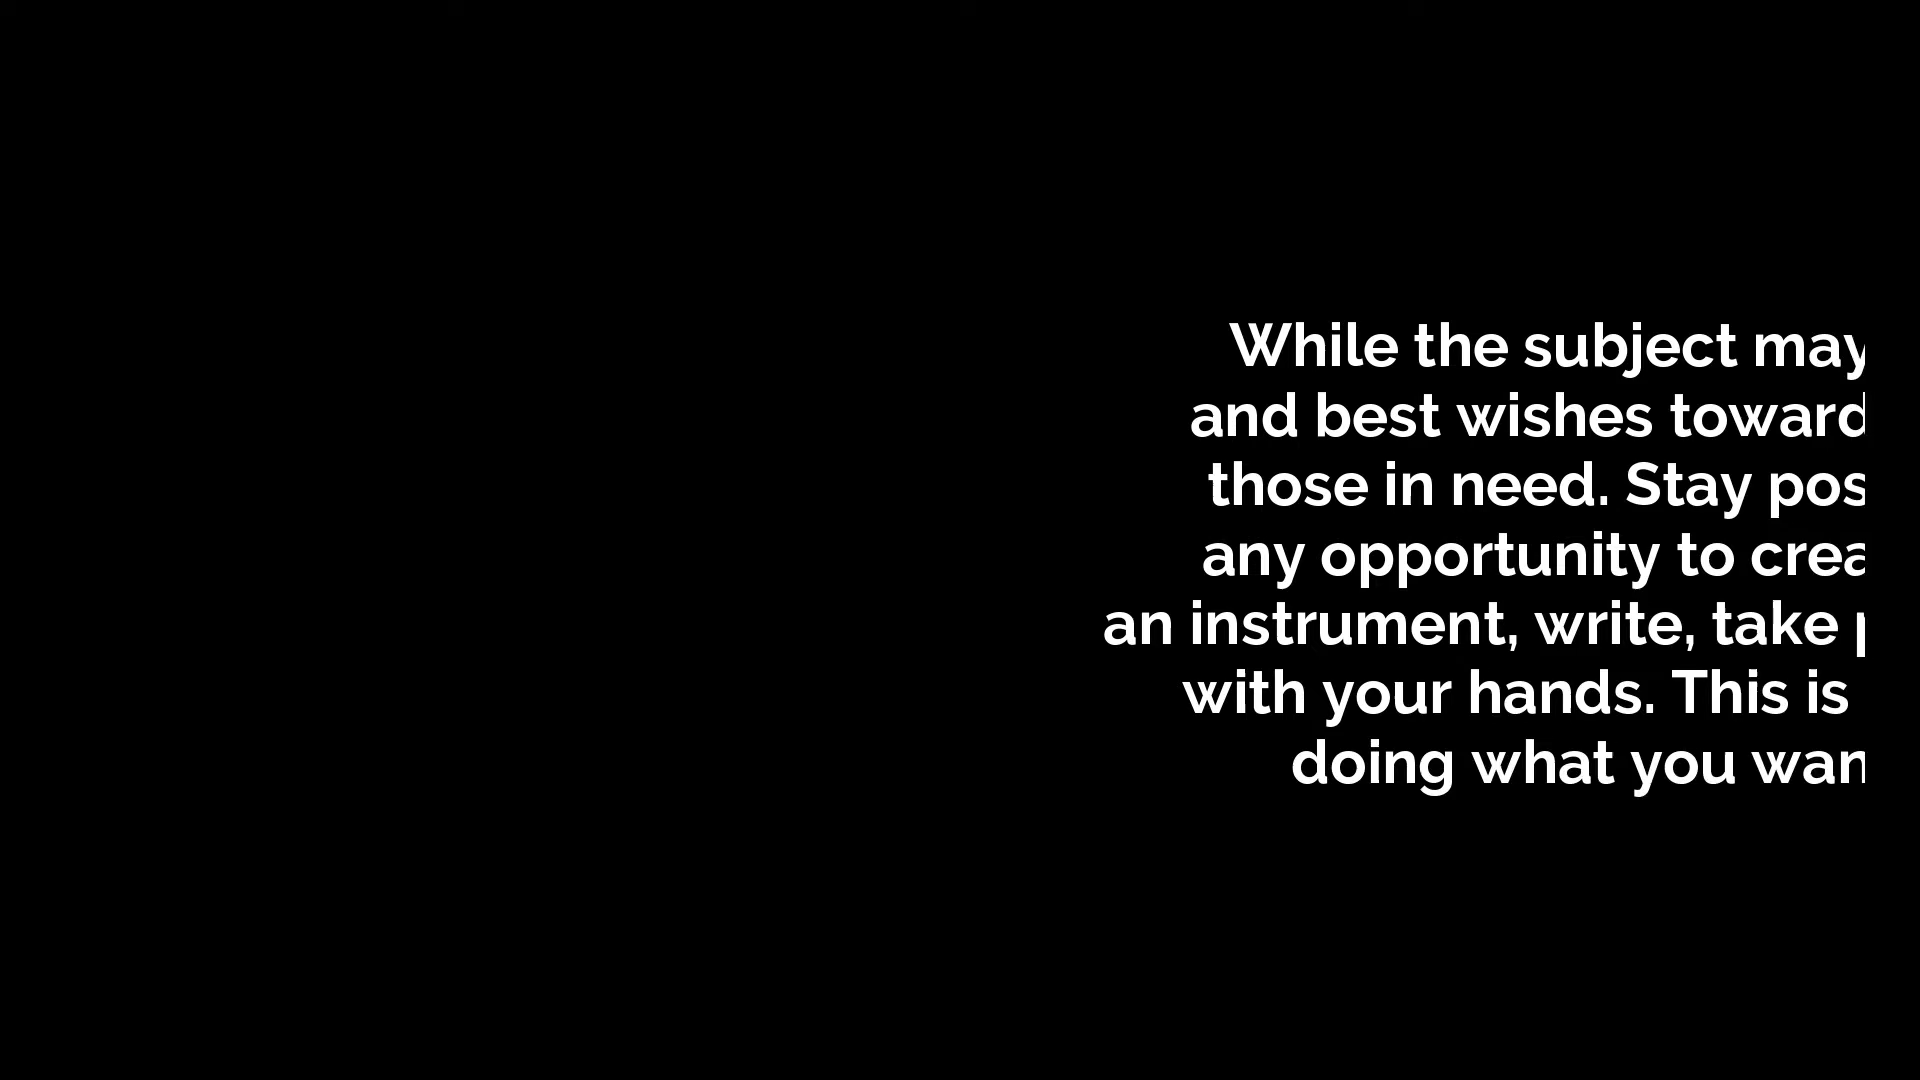 While the subject may
and best wishes toward
those in need. Stay pos
any opportunity to crea
an instrument, write, take p
with your hands. This is
doing what you wan